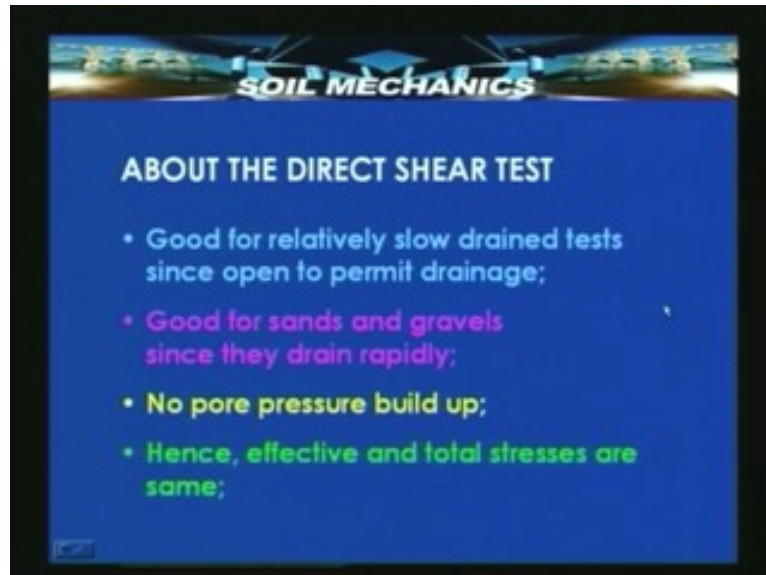 SOIL MECHANICS
ABOUT THE DIRECT SHEAR TEST
• Good for relatively slow drained tests
since open to permit drainage;
• Good for sands and gravels
since they drain rapidly;
• No pore pressure build up;
• Hence, effective and total stresses are
same;